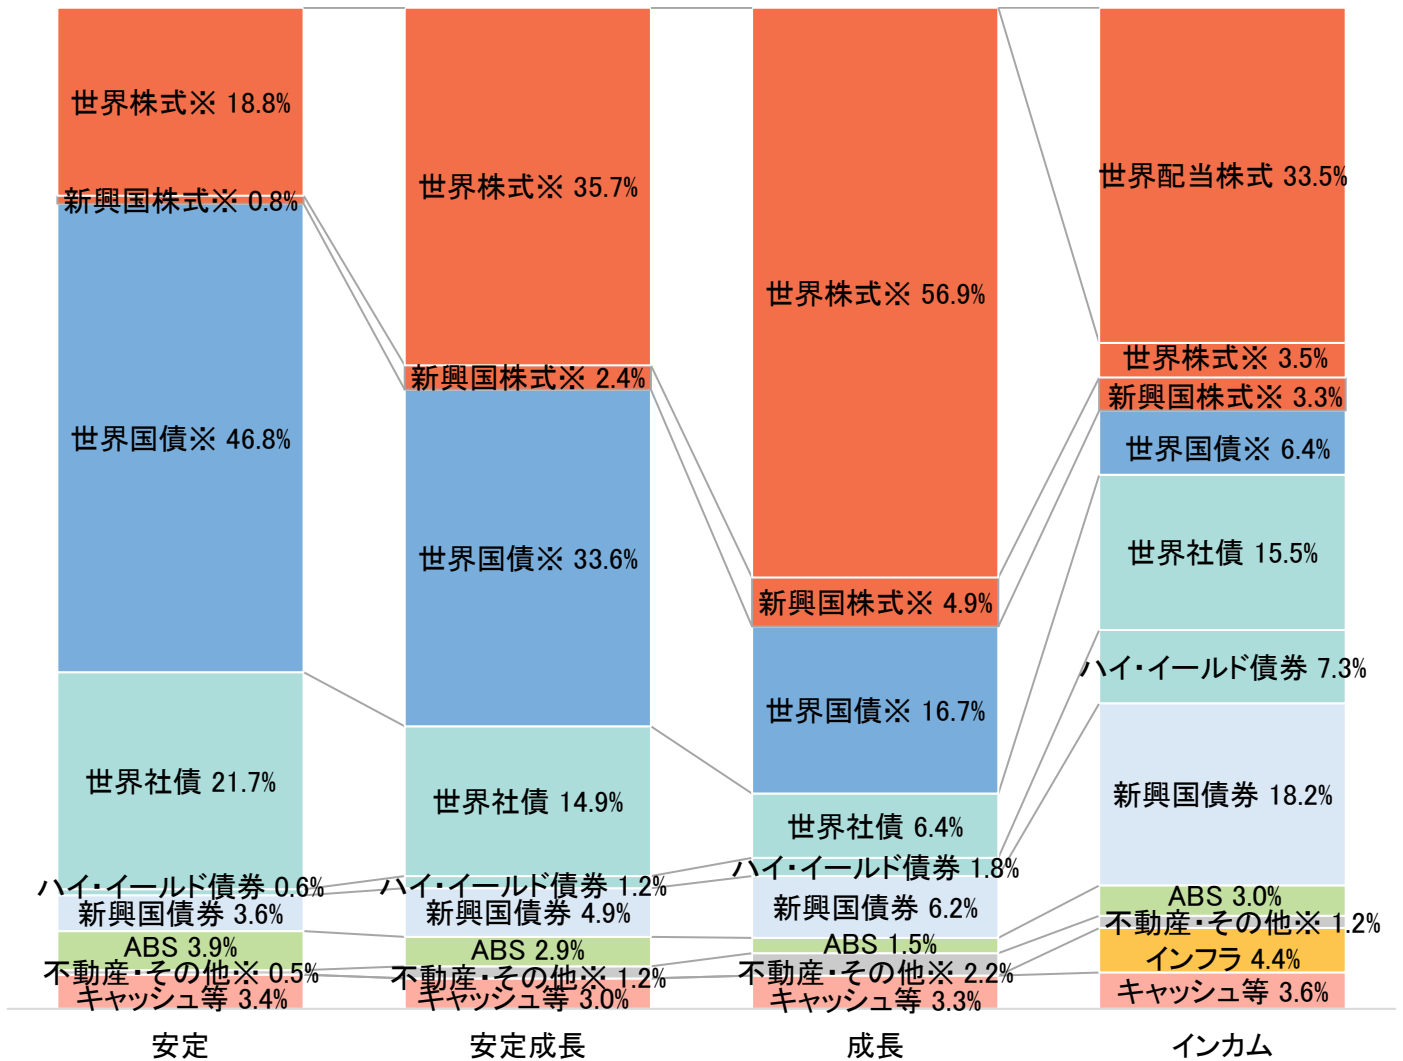 世界株式※ 18.8%
新興国株式※ 0.8%
世界国債※ 46.8%
世界社債 21.7%
ハイ・イールド債券 0.6%
新興国債券 3.6%
ABS 3.9%
不動産・その他※ 0.5%
キャッシュ等 3.4%
安定
世界株式※ 35.7%
新興国株式※ 2.4%
世界国債※ 33.6%
世界社債 14.9%
ハイ・イールド債券 1.2%
新興国債券 4.9%
ABS 2.9%
不動産・その他※ 1.2%
キャッシュ等 3.0%
安定成長
世界株式※ 56.9%
新興国株式※ 4.9%
世界国債※ 16.7%
世界社債 6.4%
ハイ・イールド債券 1.8%
新興国債券 6.2%
ABS 1.5%
不動産・その他※ 2.2%
キャッシュ等 3.3%
成長
世界配当株式 33.5%
世界株式※ 3.5%
新興国株式※ 3.3%
世界国債※ 6.4%
世界社債 15.5%
ハイ・イールド債券 7.3%
新興国債券 18.2%
ABS 3.0%
不動産・その他※ 1.2%
インフラ 4.4%
キャッシュ等 3.6%
インカム